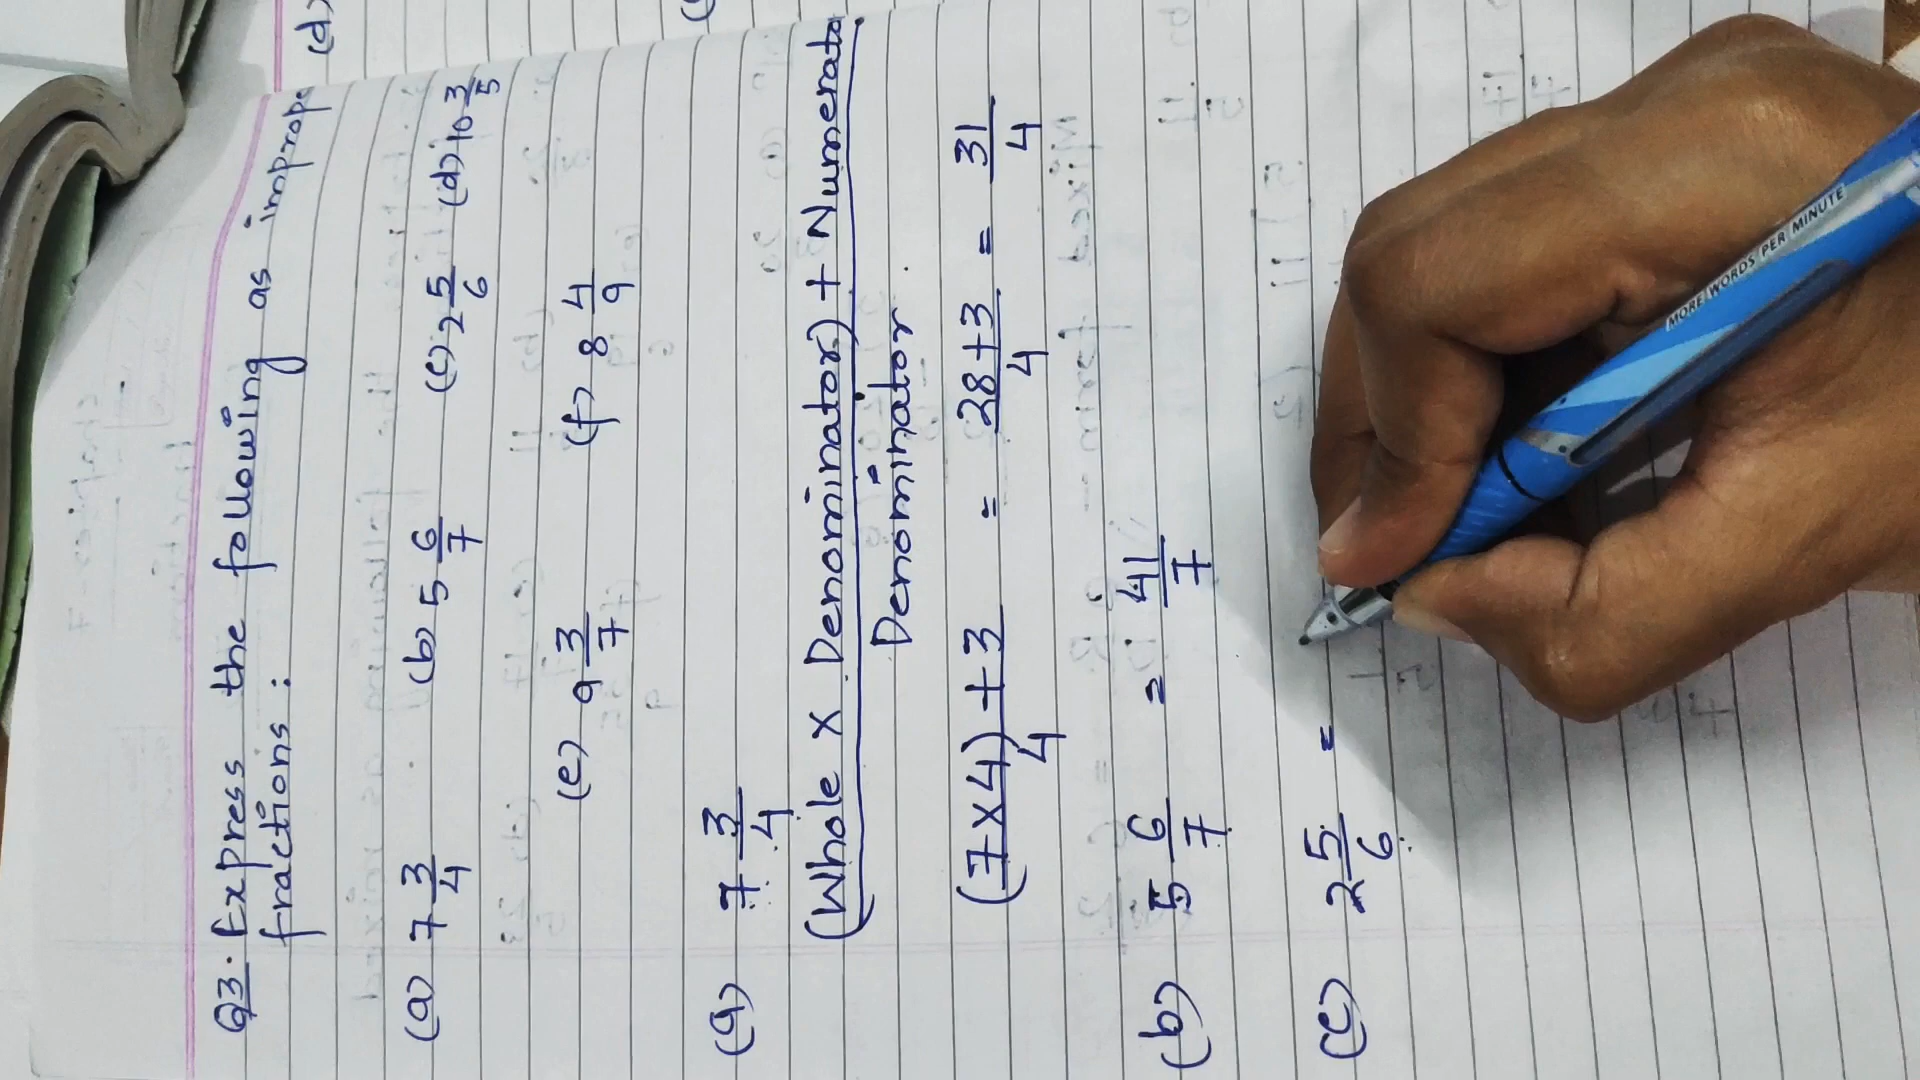 Q3. Express the following as imprope
fractions :
(a) 7 3/4 (b) 5 6/7 (c) 2 5/6 (d) 10 3/5
(e) 9 3/7 (f) 8 4/9
(a) 7 3/4
(Whole × Denominator) + Numerato
Denominator
(7×4)+3/4 = 28+3/4 = 31/4
(b) 5 6/7 = 41/7
(c) 2 5/6 =
(d)
MORE WORDS PER MINUTE